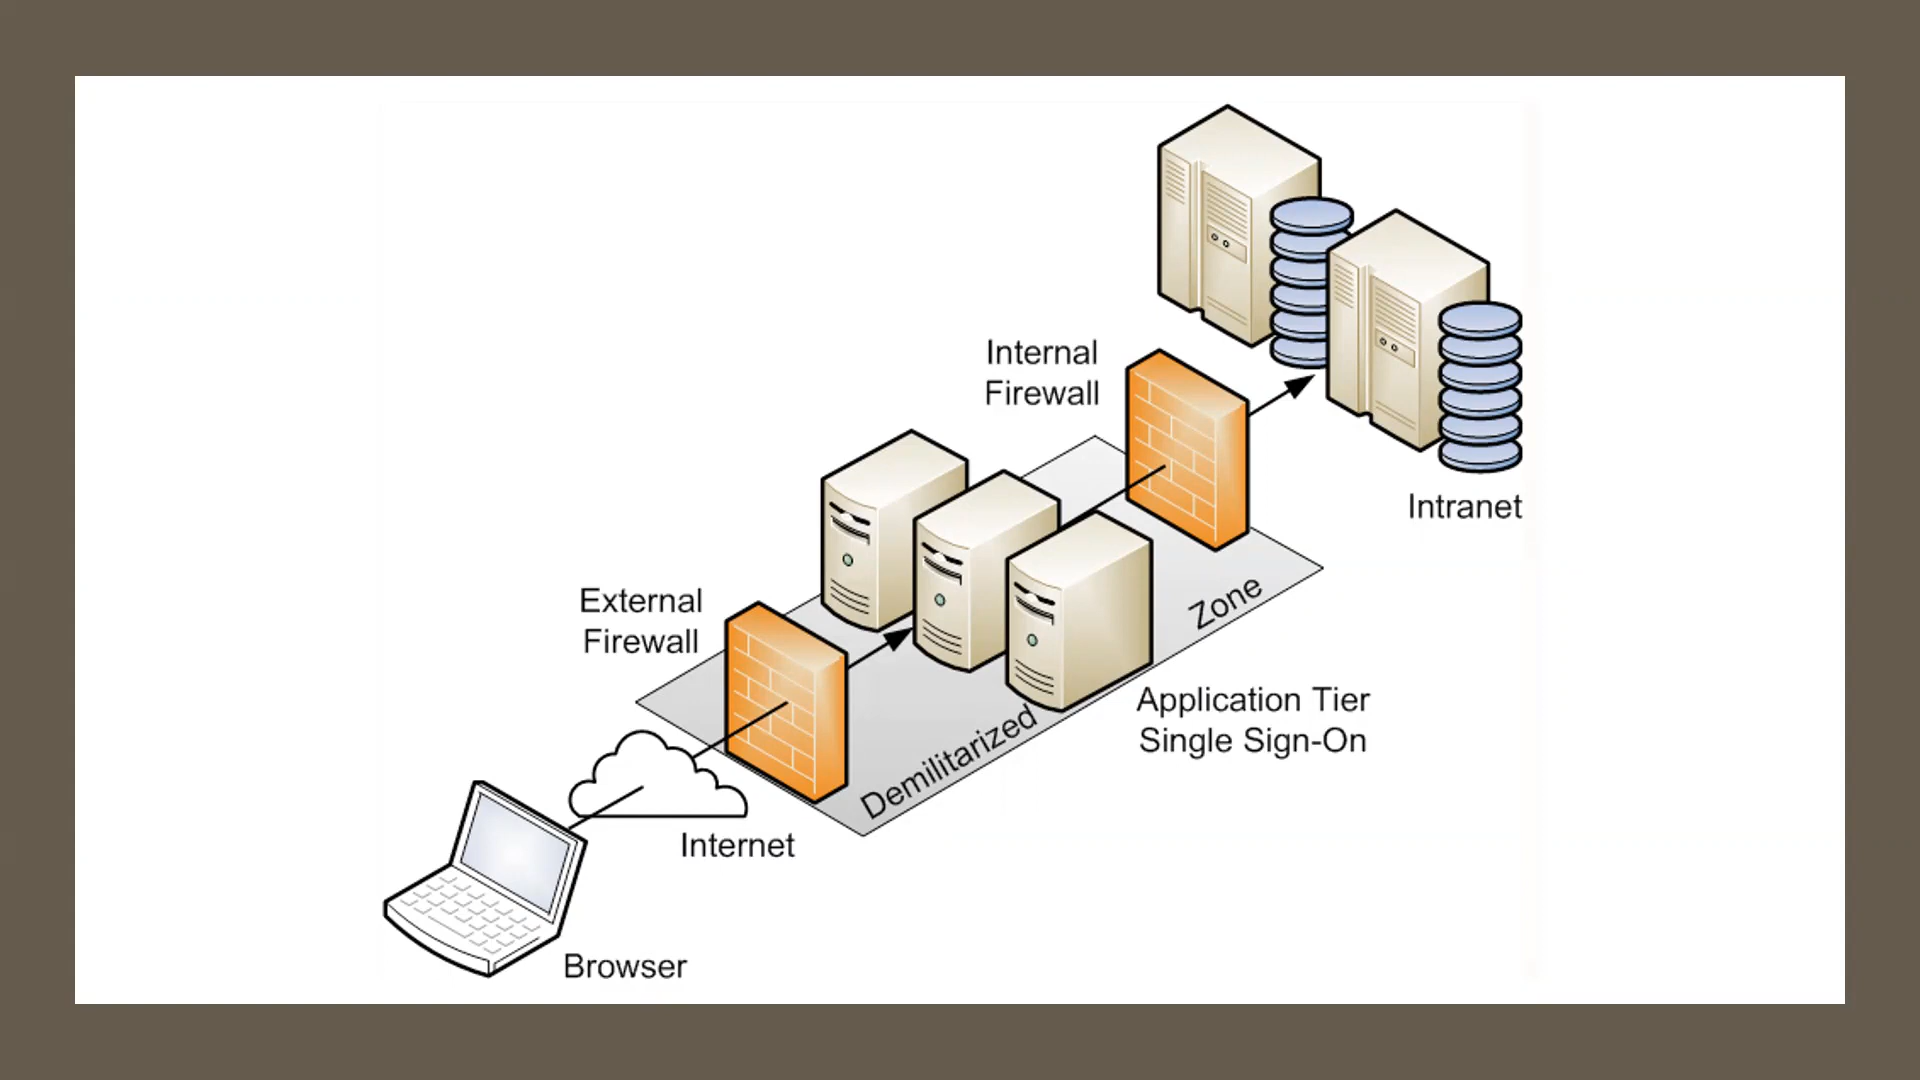 Internal
Firewall
Intranet
External
Firewall
Demilitarized Zone
Application Tier
Single Sign-On
Internet
Browser